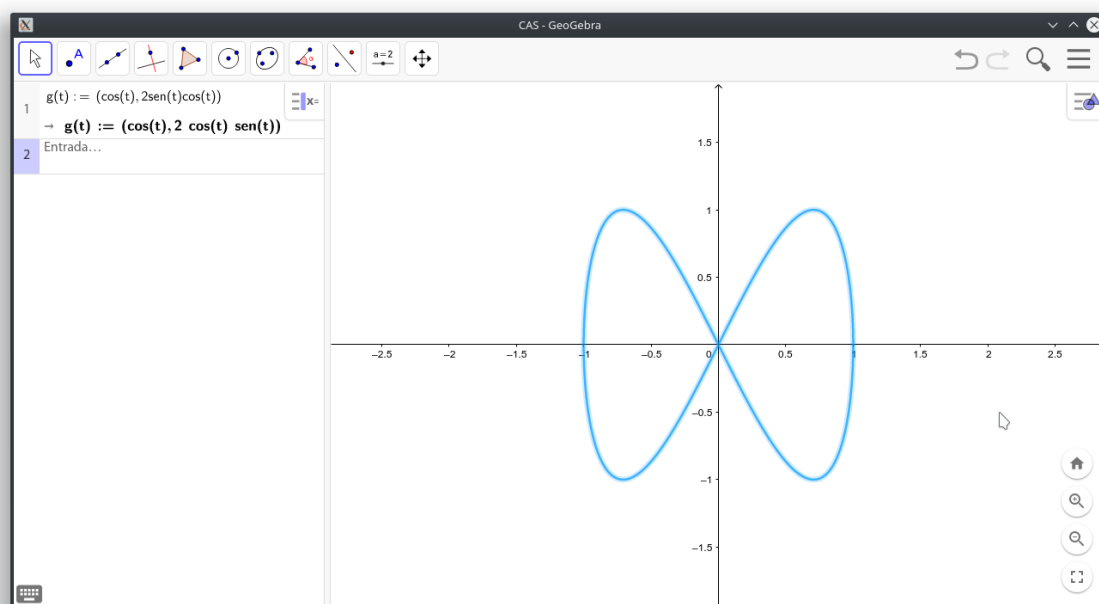 CAS - GeoGebra
A
a=2
1
g(t) := (cos(t), 2sen(t)cos(t))
x=
→ g(t) := (cos(t), 2 cos(t) sen(t))
2
Entrada…
1.5
1
0.5
−2.5 −2 −1.5 −1 −0.5 0 0.5 1 1.5 2 2.5
−0.5
−1
−1.5